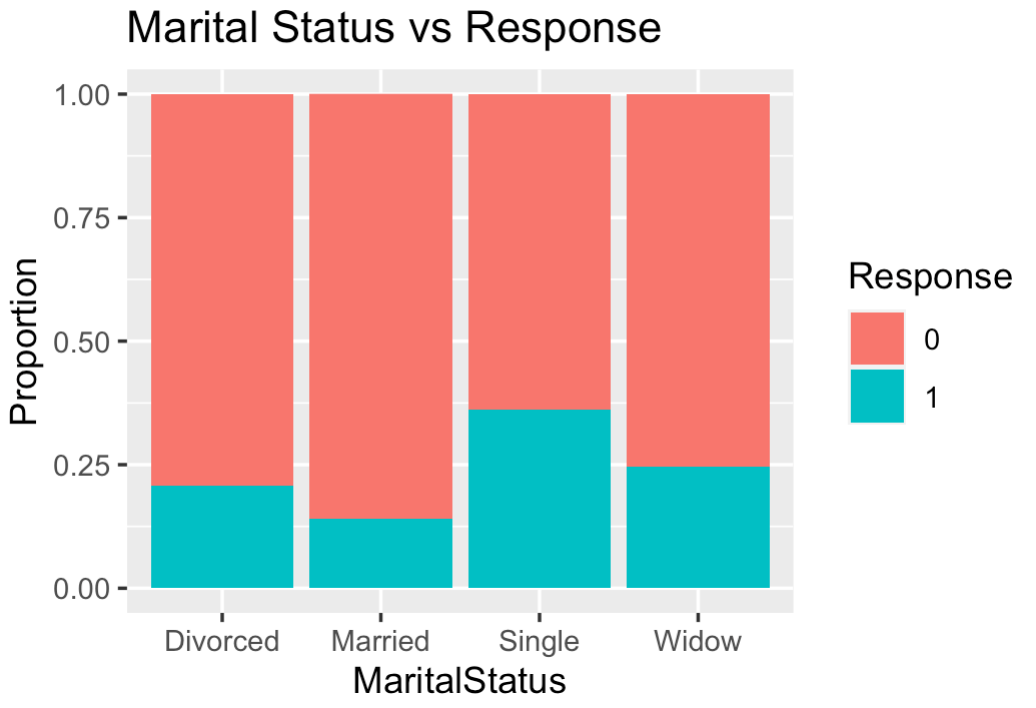 Marital Status vs Response
1.00
0.75
0.50
0.25
0.00
Proportion
Divorced Married Single Widow
MaritalStatus
Response
0
1